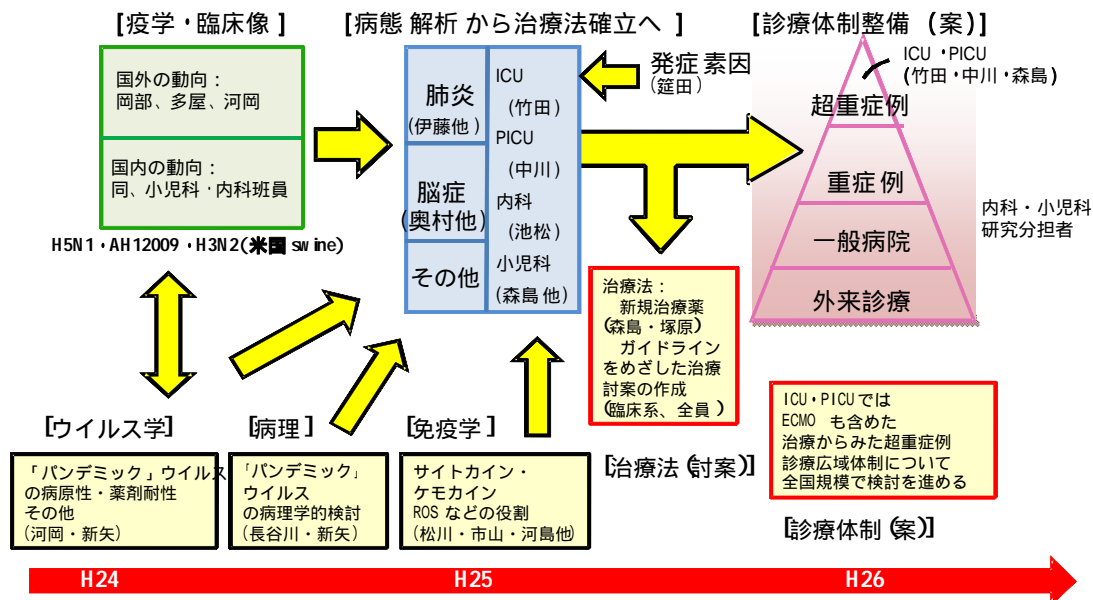 [疫学・臨床像]
[病態 解析 から治療法確立へ ]
[診療体制整備 (案)]
国外の動向：
岡部、多屋、河岡
国内の動向：
同、小児科・内科班員
H5N1・AH12009・H3N2(米国 swine)
肺炎
(伊藤他)
脳症
(奥村他)
その他
ICU
(竹田)
PICU
(中川)
内科
(池松)
小児科
(森島 他)
発症 素因
(筵田)
ICU・PICU
(竹田・中川・森島)
超重症例
重症 例
一般病院
外来診療
内科・小児科
研究分担者
治療法：
新規治療薬
(森島・塚原)
ガイドライン
をめざした治療
討案の作成
(臨床系、全員)
[治療法 (討案)]
ICU・PICUでは
ECMO も含めた
治療からみた超重症例
診療広域体制について
全国規模で検討を進める
[診療体制 (案)]
[ウイルス学]
「パンデミック」ウイルス
の病原性・薬剤耐性
その他
(河岡・新矢)
[病理]
「パンデミック」
ウイルス
の病理学的検討
(長谷川・新矢)
[免疫学]
サイトカイン・
ケモカイン
ROS などの役割
(松川・市山・河島他)
H24
H25
H26